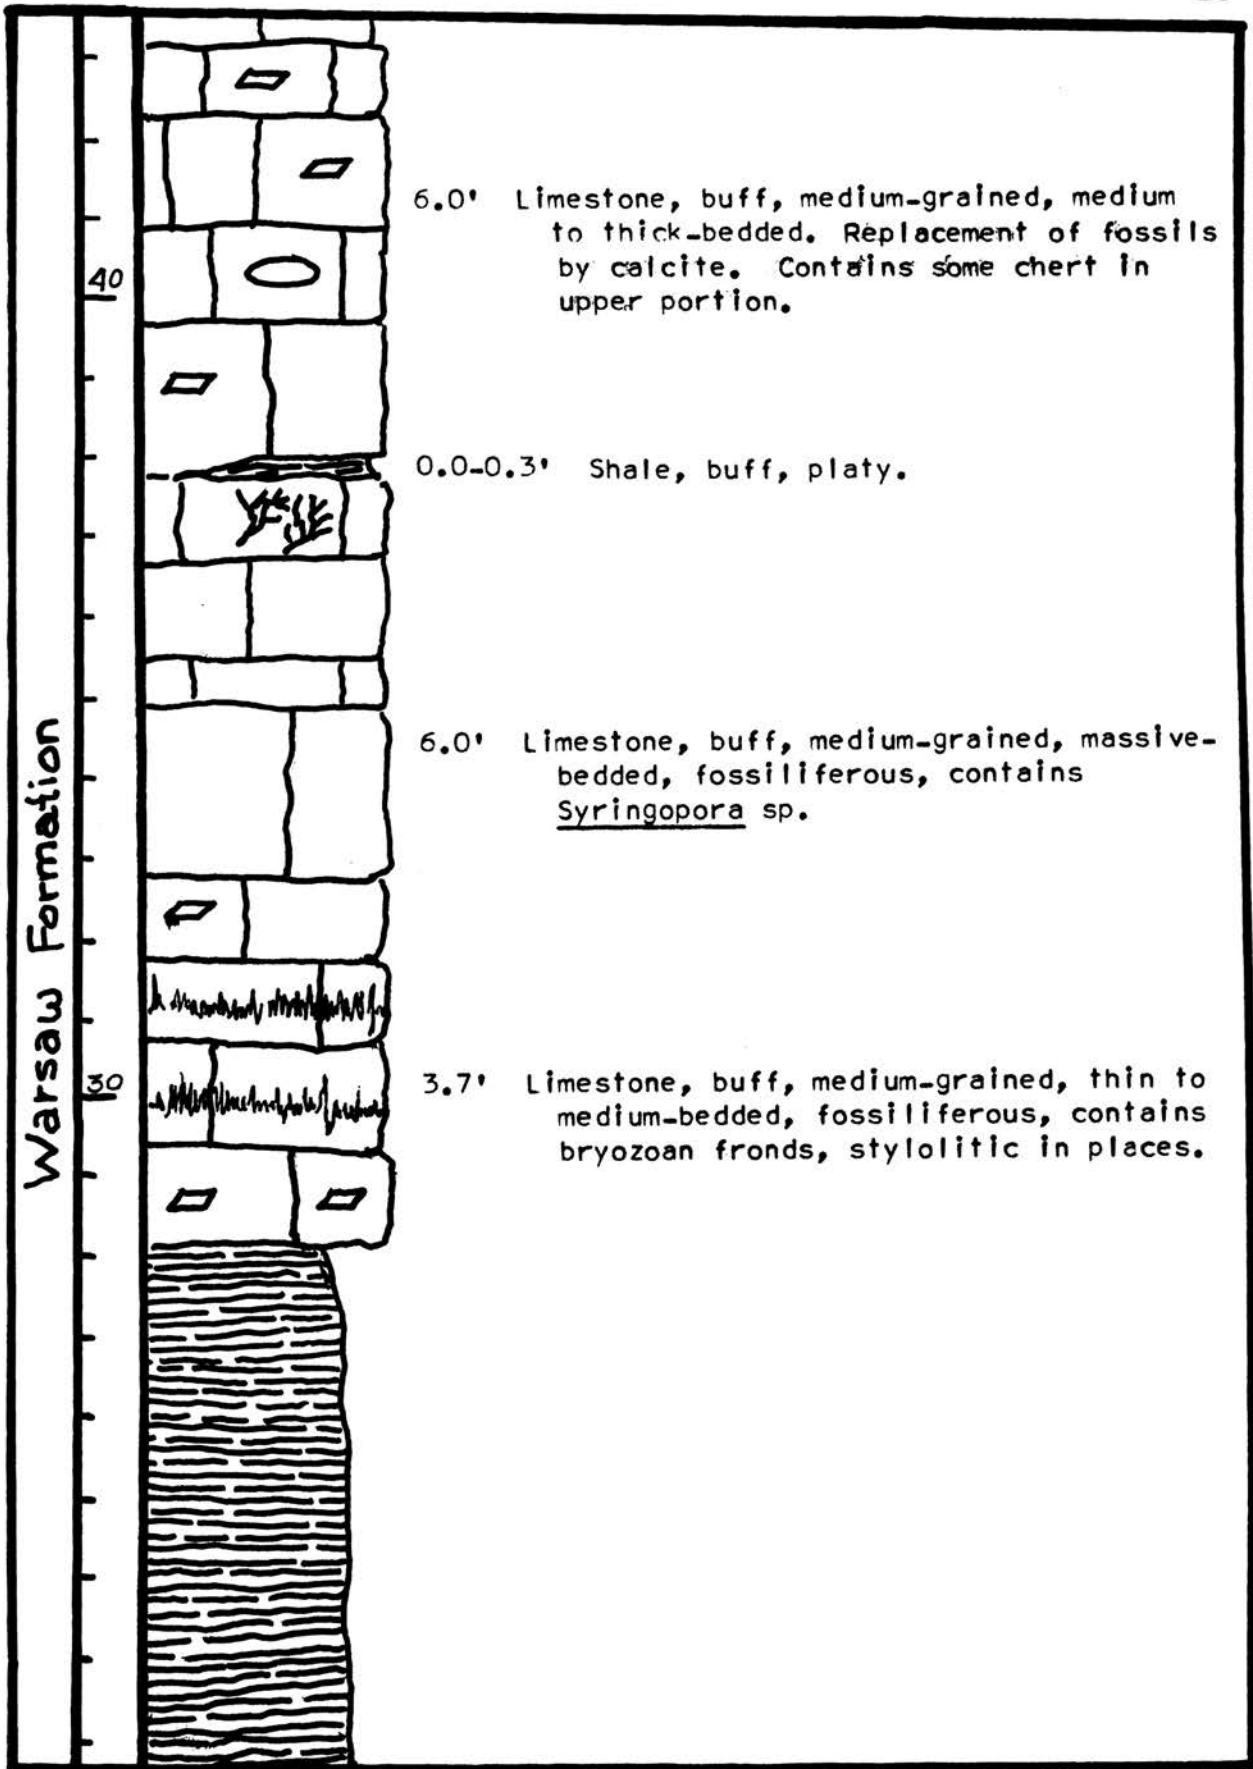 6.0' Limestone, buff, medium-grained, medium
to thick-bedded. Replacement of fossils
by calcite. Contains some chert in
upper portion.
40
0.0-0.3' Shale, buff, platy.
6.0' Limestone, buff, medium-grained, massive-
bedded, fossiliferous, contains
Syringopora sp.
Warsaw Formation
30
3.7' Limestone, buff, medium-grained, thin to
medium-bedded, fossiliferous, contains
bryozoan fronds, stylolitic in places.